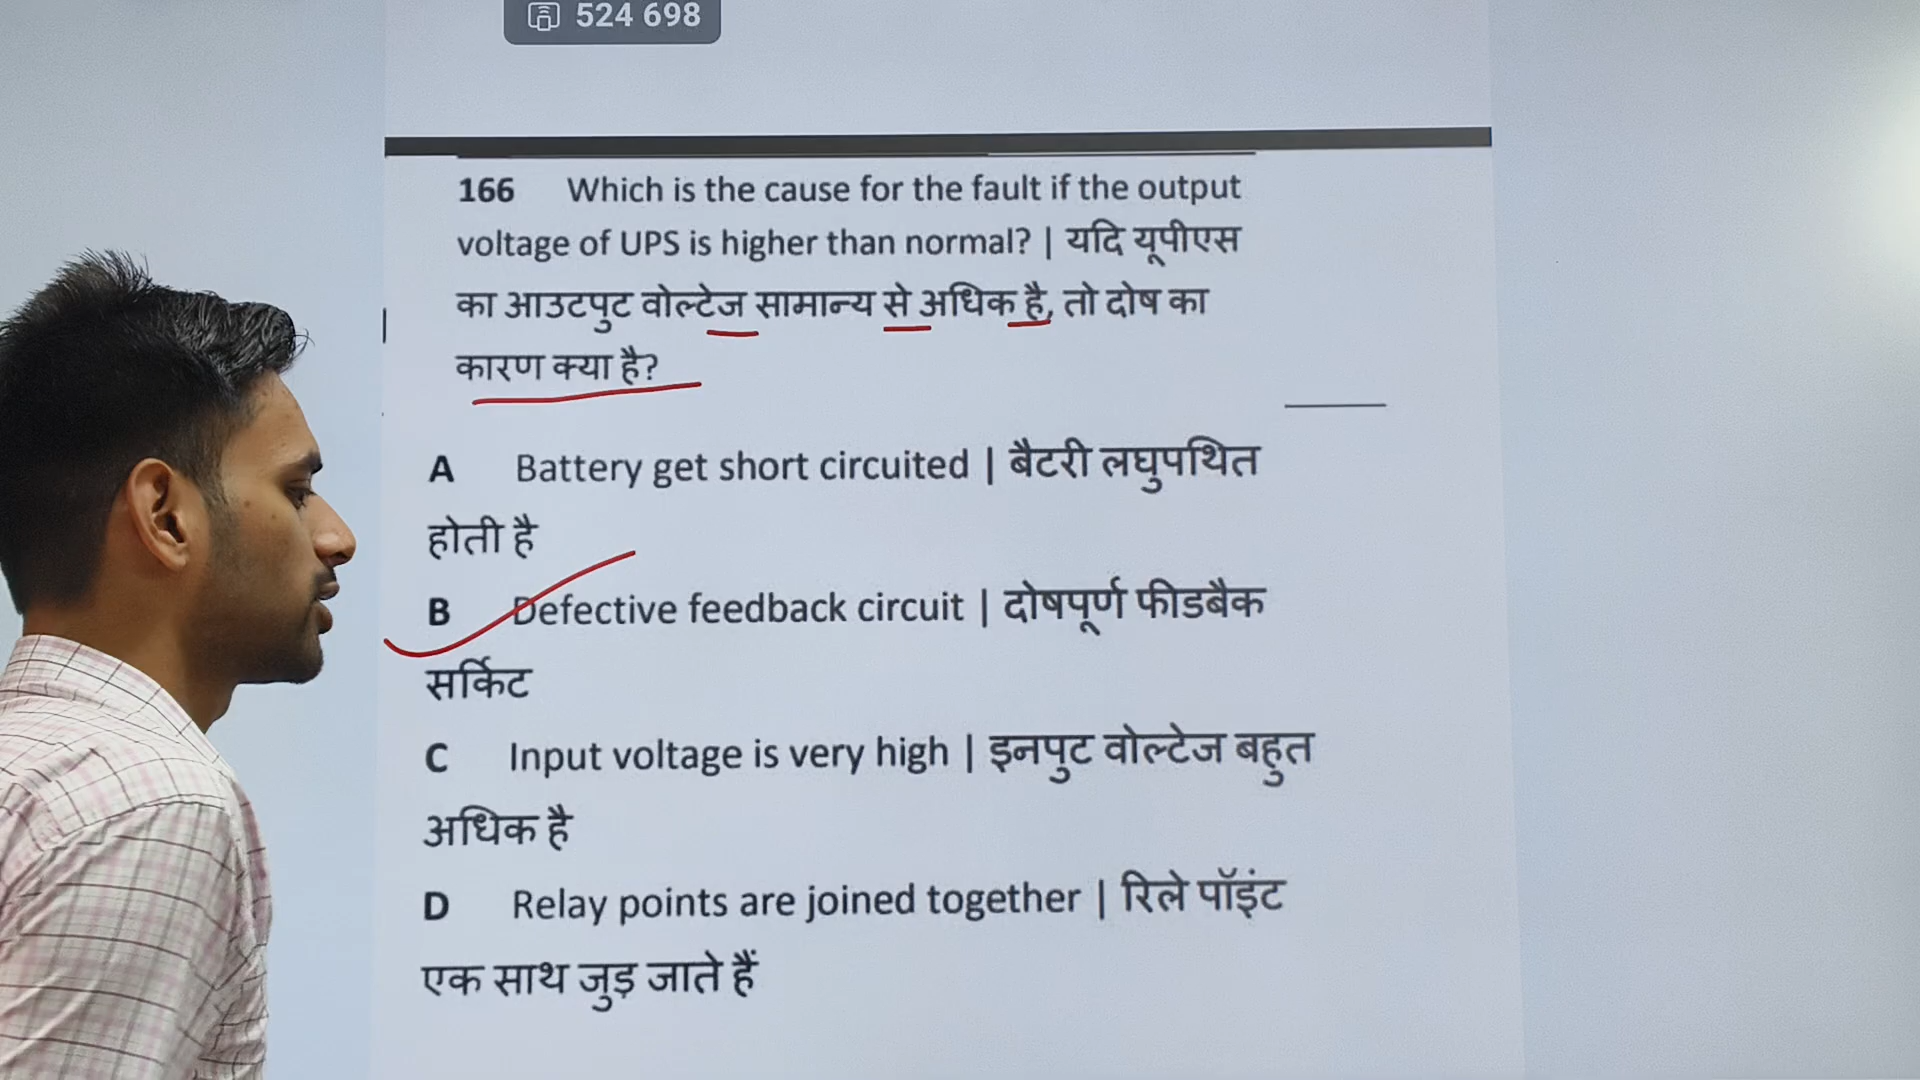 524 698
166 Which is the cause for the fault if the output
voltage of UPS is higher than normal? | यदि यूपीएस
का आउटपुट वोल्टेज सामान्य से अधिक है, तो दोष का
कारण क्या है?
A Battery get short circuited | बैटरी लघुपथित
होती है
B Defective feedback circuit | दोषपूर्ण फीडबैक
सर्किट
C Input voltage is very high | इनपुट वोल्टेज बहुत
अधिक है
D Relay points are joined together | रिले पॉइंट
एक साथ जुड़ जाते हैं